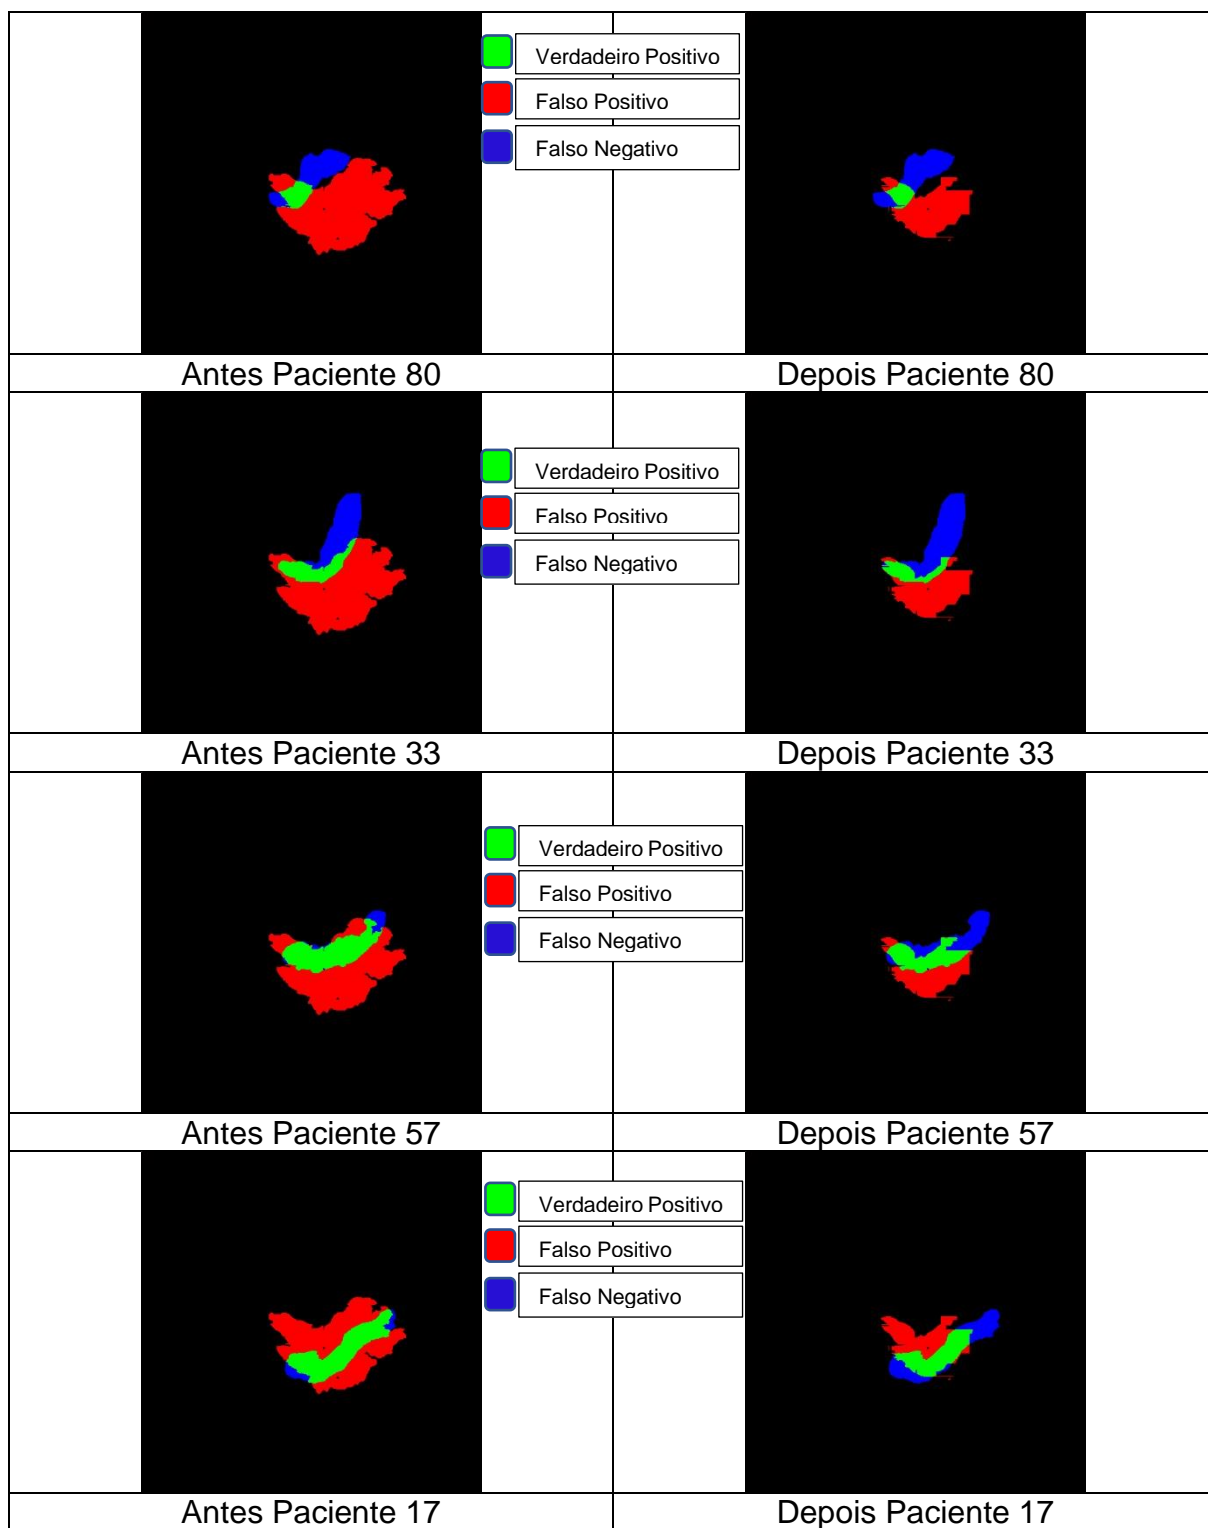 Verdadeiro Positivo
Falso Positivo
Falso Negativo
Antes Paciente 80
Depois Paciente 80
Verdadeiro Positivo
Falso Positivo
Falso Negativo
Antes Paciente 33
Depois Paciente 33
Verdadeiro Positivo
Falso Positivo
Falso Negativo
Antes Paciente 57
Depois Paciente 57
Verdadeiro Positivo
Falso Positivo
Falso Negativo
Antes Paciente 17
Depois Paciente 17